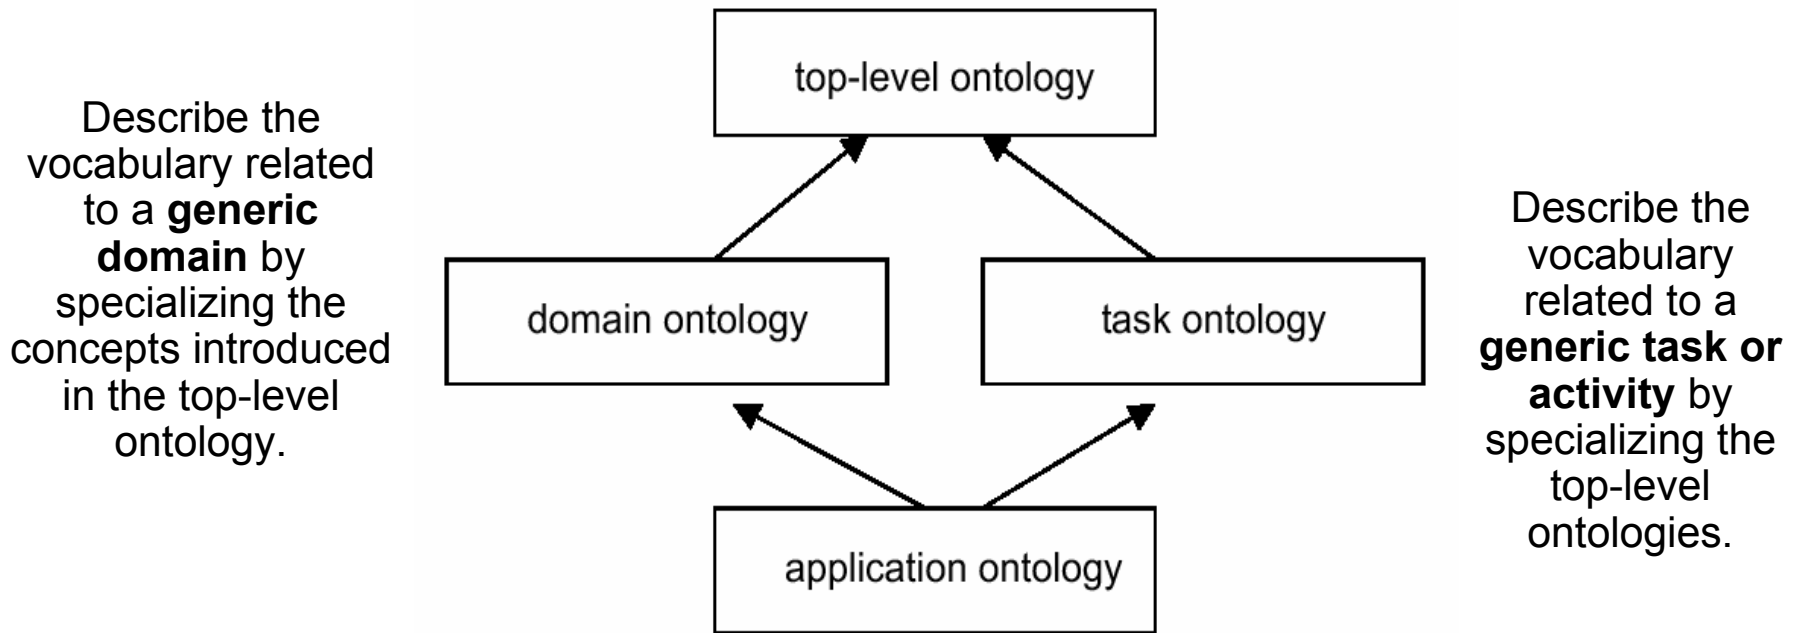 top-level ontology
Describe the
vocabulary related
to a generic
domain by
specializing the
concepts introduced
in the top-level
ontology.
domain ontology
task ontology
Describe the
vocabulary
related to a
generic task or
activity by
specializing the
top-level
ontologies.
application ontology